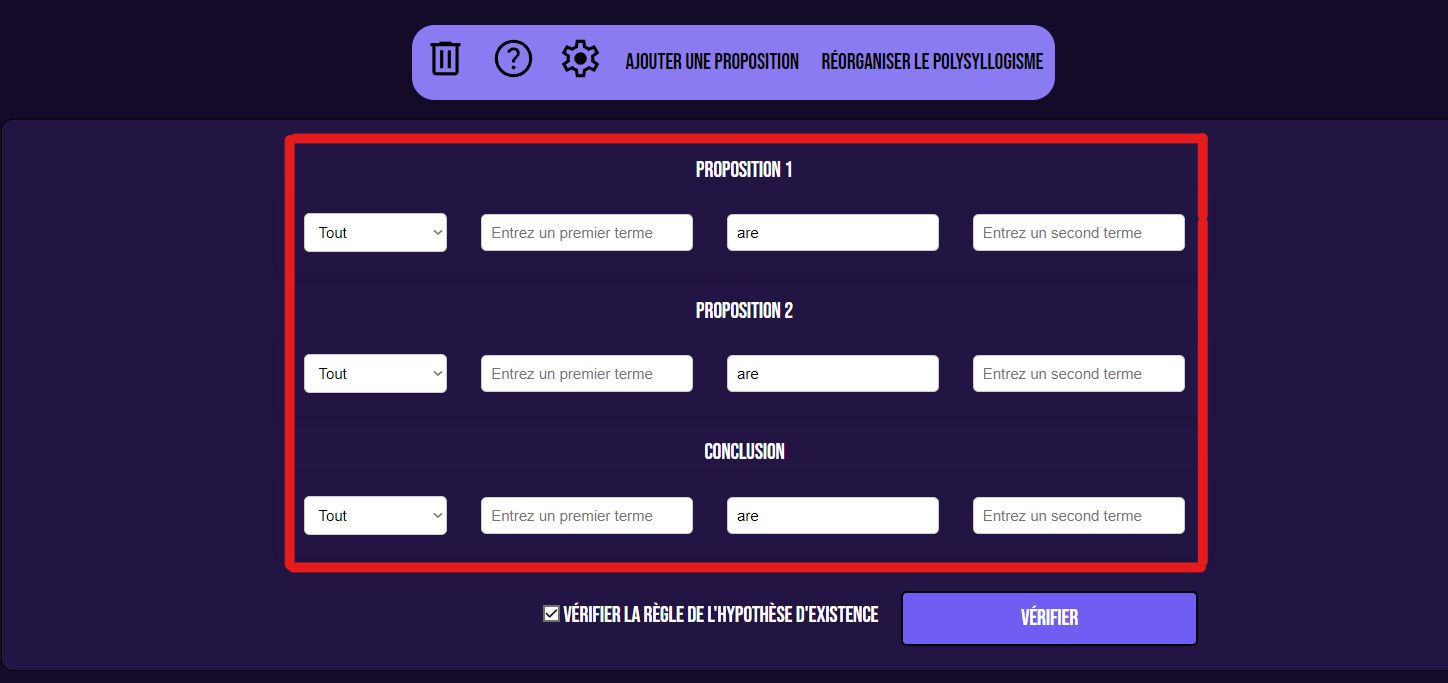 AJOUTER UNE PROPOSITION RÉORGANISER LE POLYSYLLOGISME
PROPOSITION 1
Tout Entrez un premier terme are Entrez un second terme
PROPOSITION 2
Tout Entrez un premier terme are Entrez un second terme
CONCLUSION
Tout Entrez un premier terme are Entrez un second terme
VÉRIFIER LA RÈGLE DE L'HYPOTHÈSE D'EXISTENCE VÉRIFIER